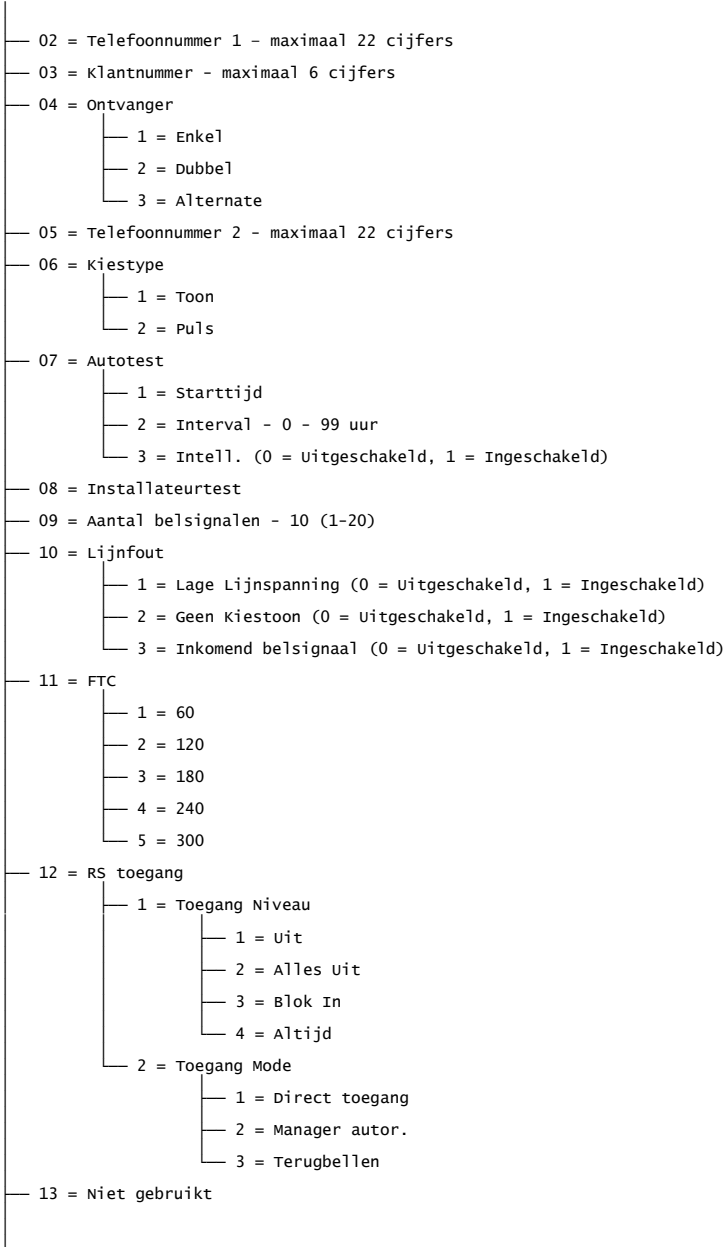 02 = Telefoonnummer 1 – maximaal 22 cijfers
03 = Klantnummer - maximaal 6 cijfers
04 = Ontvanger
1 = Enkel
2 = Dubbel
3 = Alternate
05 = Telefoonnummer 2 - maximaal 22 cijfers
06 = Kiestype
1 = Toon
2 = Puls
07 = Autotest
1 = Starttijd
2 = Interval - 0 - 99 uur
3 = Intell. (0 = Uitgeschakeld, 1 = Ingeschakeld)
08 = Installateurtest
09 = Aantal belsignalen - 10 (1-20)
10 = Lijnfout
1 = Lage Lijnspanning (0 = Uitgeschakeld, 1 = Ingeschakeld)
2 = Geen Kiestoon (0 = Uitgeschakeld, 1 = Ingeschakeld)
3 = Inkomend belsignaal (0 = Uitgeschakeld, 1 = Ingeschakeld)
11 = FTC
1 = 60
2 = 120
3 = 180
4 = 240
5 = 300
12 = RS toegang
1 = Toegang Niveau
1 = Uit
2 = Alles Uit
3 = Blok In
4 = Altijd
2 = Toegang Mode
1 = Direct toegang
2 = Manager autor.
3 = Terugbellen
13 = Niet gebruikt